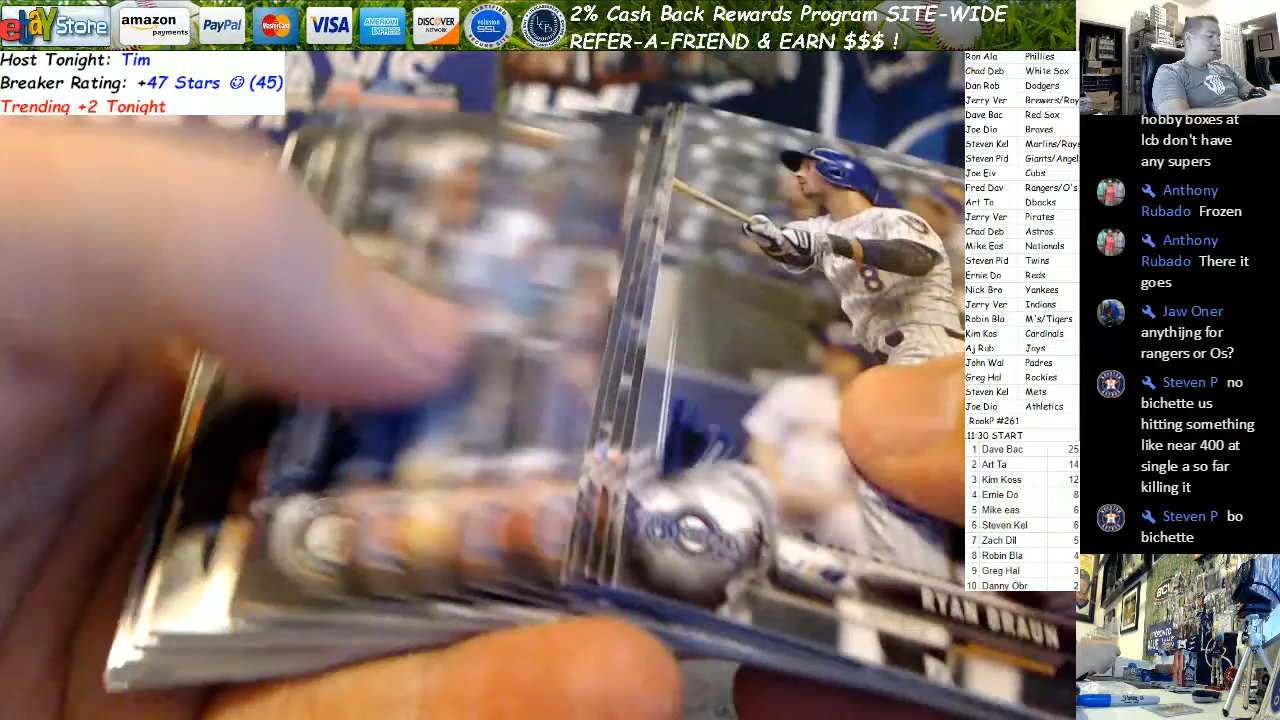 ebay Store
amazon payments
PayPal
MasterCard
VISA
AMERICAN EXPRESS
DISCOVER NETWORK
volusion SSL
LCB
2% Cash Back Rewards Program SITE-WIDE
REFER-A-FRIEND & EARN $$$ !
Host Tonight: Tim
Breaker Rating: +47 Stars ☺ (45)
Trending +2 Tonight
Ron Ala Phillies
Chad Deb White Sox
Dan Rob Dodgers
Jerry Ver Brewers/Roy
Dave Bac Red Sox
Joe Dio Braves
Steven Kel Marlins/Rays
Steven Pid Giants/Angel
Joe Eiv Cubs
Fred Dav Rangers/O's
Art Ta Dbacks
Jerry Ver Pirates
Chad Deb Astros
Mike Eas Nationals
Steven Pid Twins
Ernie Do Reds
Nick Bro Yankees
Jerry Ver Indians
Robin Bla M's/Tigers
Kim Kos Cardinals
Aj Rub Jays
John Wal Padres
Greg Hal Rockies
Steven Kel Mets
Joe Dio Athletics
RookP #261
11:30 START
1 Dave Bac 25
2 Art Ta 14
3 Kim Koss 12
4 Ernie Do 8
5 Mike eas 6
6 Steven Kel 6
7 Zach Dil 5
8 Robin Bla 4
9 Greg Hal 3
10 Danny Obr 2
hobby boxes at
lcb don't have
any supers
Anthony
Rubado Frozen
Anthony
Rubado There it
goes
Jaw Oner
anythijng for
rangers or Os?
Steven P no
bichette us
hitting something
like near 400 at
single a so far
killing it
Steven P bo
bichette
8
RYAN BRAUN